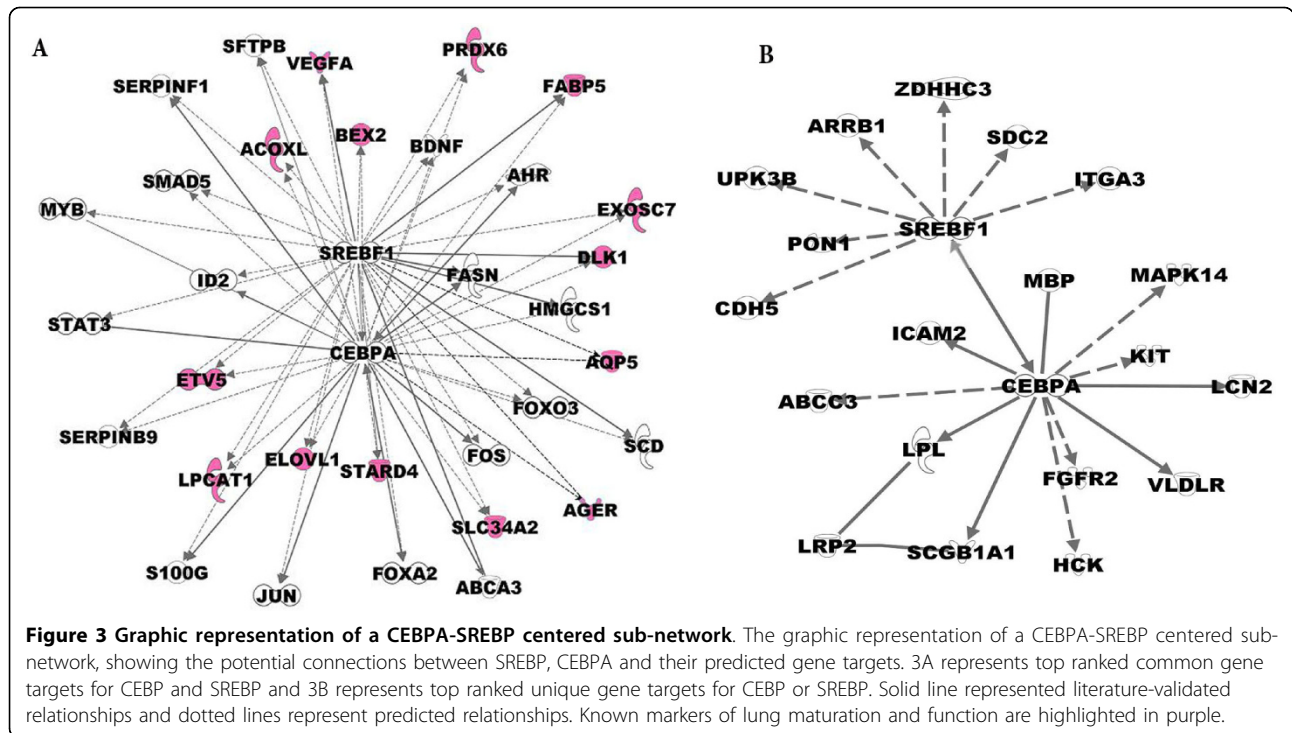 A
SFTPB
VEGFA
PRDX6
SERPINF1
FABP5
BEX2
ACOXL
BDNF
SMAD5
AHR
MYB
EXOSC7
SREBF1
DLK1
ID2
FASN
HMGCS1
STAT3
CEBPA
AQP5
ETV5
FOXO3
SERPINB9
SCD
FOS
LPCAT1
ELOVL1
STARD4
AGER
SLC34A2
S100G
JUN
FOXA2
ABCA3
B
ZDHHC3
ARRB1
SDC2
UPK3B
ITGA3
SREBF1
PON1
MBP
MAPK14
CDH5
ICAM2
KIT
CEBPA
LCN2
ABCC3
LPL
FGFR2
VLDLR
LRP2
SCGB1A1
HCK
Figure 3 Graphic representation of a CEBPA-SREBP centered sub-network. The graphic representation of a CEBPA-SREBP centered sub-
network, showing the potential connections between SREBP, CEBPA and their predicted gene targets. 3A represents top ranked common gene
targets for CEBP and SREBP and 3B represents top ranked unique gene targets for CEBP or SREBP. Solid line represented literature-validated
relationships and dotted lines represent predicted relationships. Known markers of lung maturation and function are highlighted in purple.